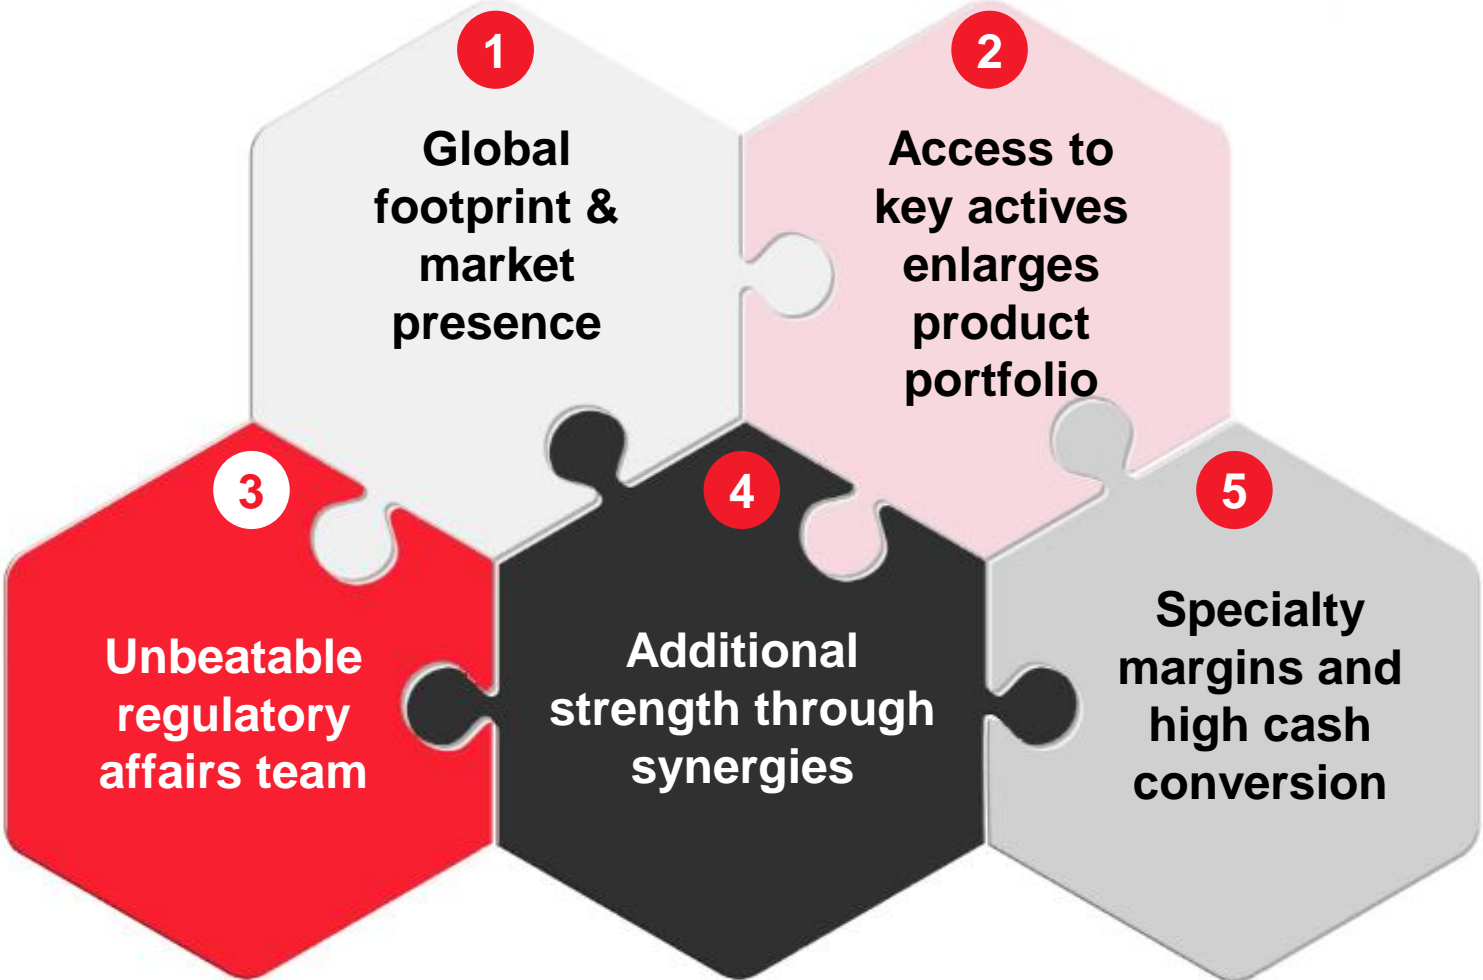 1
Global
footprint &
market
presence
2
Access to
key actives
enlarges
product
portfolio
3
Unbeatable
regulatory
affairs team
4
Additional
strength through
synergies
5
Specialty
margins and
high cash
conversion